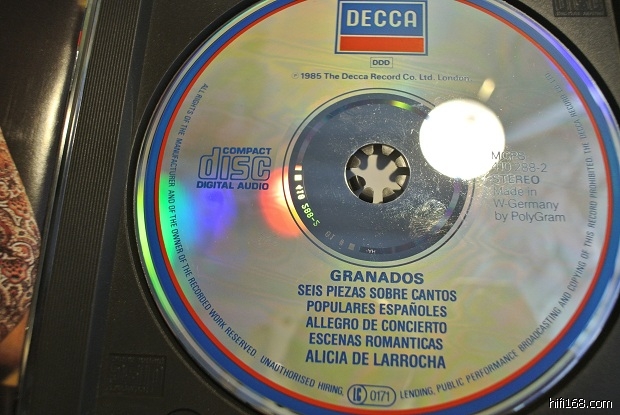 DECCA
DDD
© 1985 The Decca Record Co. Ltd. London
COMPACT
disc
DIGITAL AUDIO
MCPS
788-2
STEREO
Made in
W-Germany
by PolyGram
GRANADOS
SEIS PIEZAS SOBRE CANTOS
POPULARES ESPAÑOLES
ALLEGRO DE CONCIERTO
ESCENAS ROMANTICAS
ALICIA DE LARROCHA
ALL RIGHTS OF THE MANUFACTURER AND OF THE OWNER OF THE RECORDED WORK RESERVED. UNAUTHORISED HIRING, LENDING, PUBLIC PERFORMANCE BROADCASTING AND COPYING OF THIS RECORD PROHIBITED.
LC 0171
hifi168.com